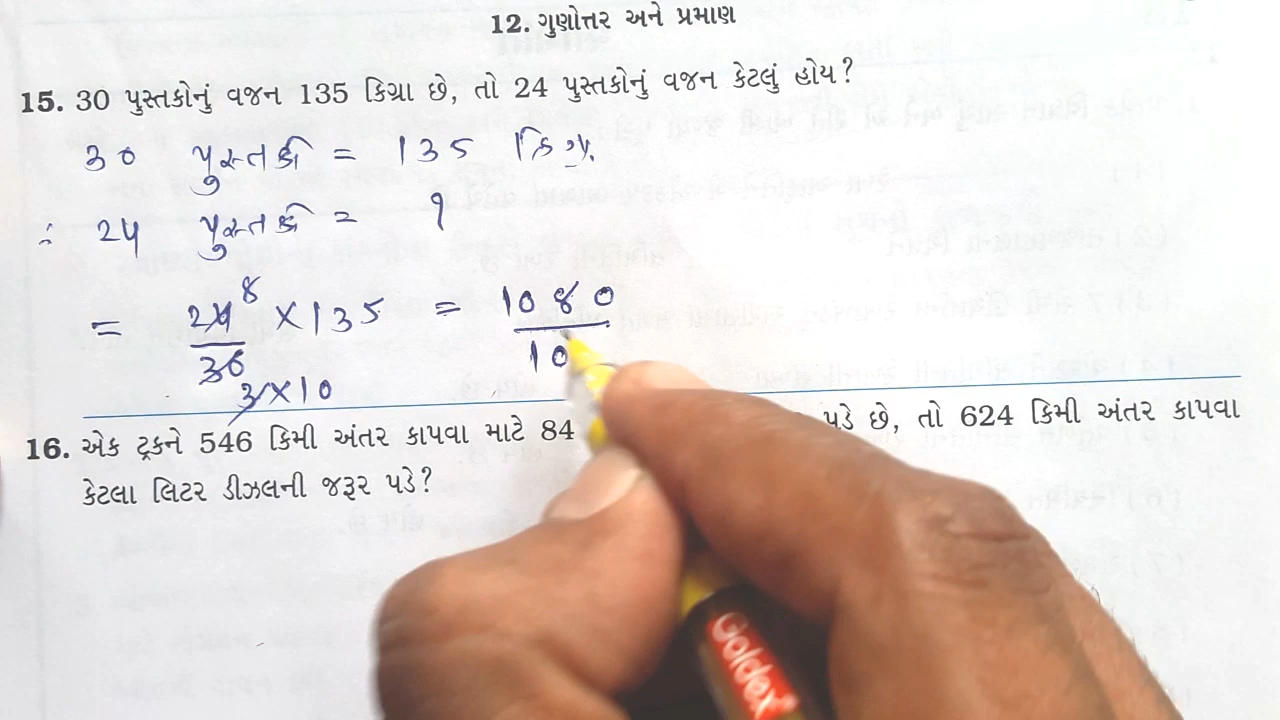 12. ગુણોત્તર અને પ્રમાણ
15. 30 પુસ્તકોનું વજન 135 કિગ્રા છે, તો 24 પુસ્તકોનું વજન કેટલું હોય?
30 પુસ્તકો = 135 કિગ્રા.
∴ 24 પુસ્તકો = ?
= 24 8 × 135 = 1080
30 10
3 × 10
16. એક ટ્રકને 546 કિમી અંતર કાપવા માટે 84 પડે છે, તો 624 કિમી અંતર કાપવા
કેટલા લિટર ડીઝલની જરૂર પડે?
Goldex